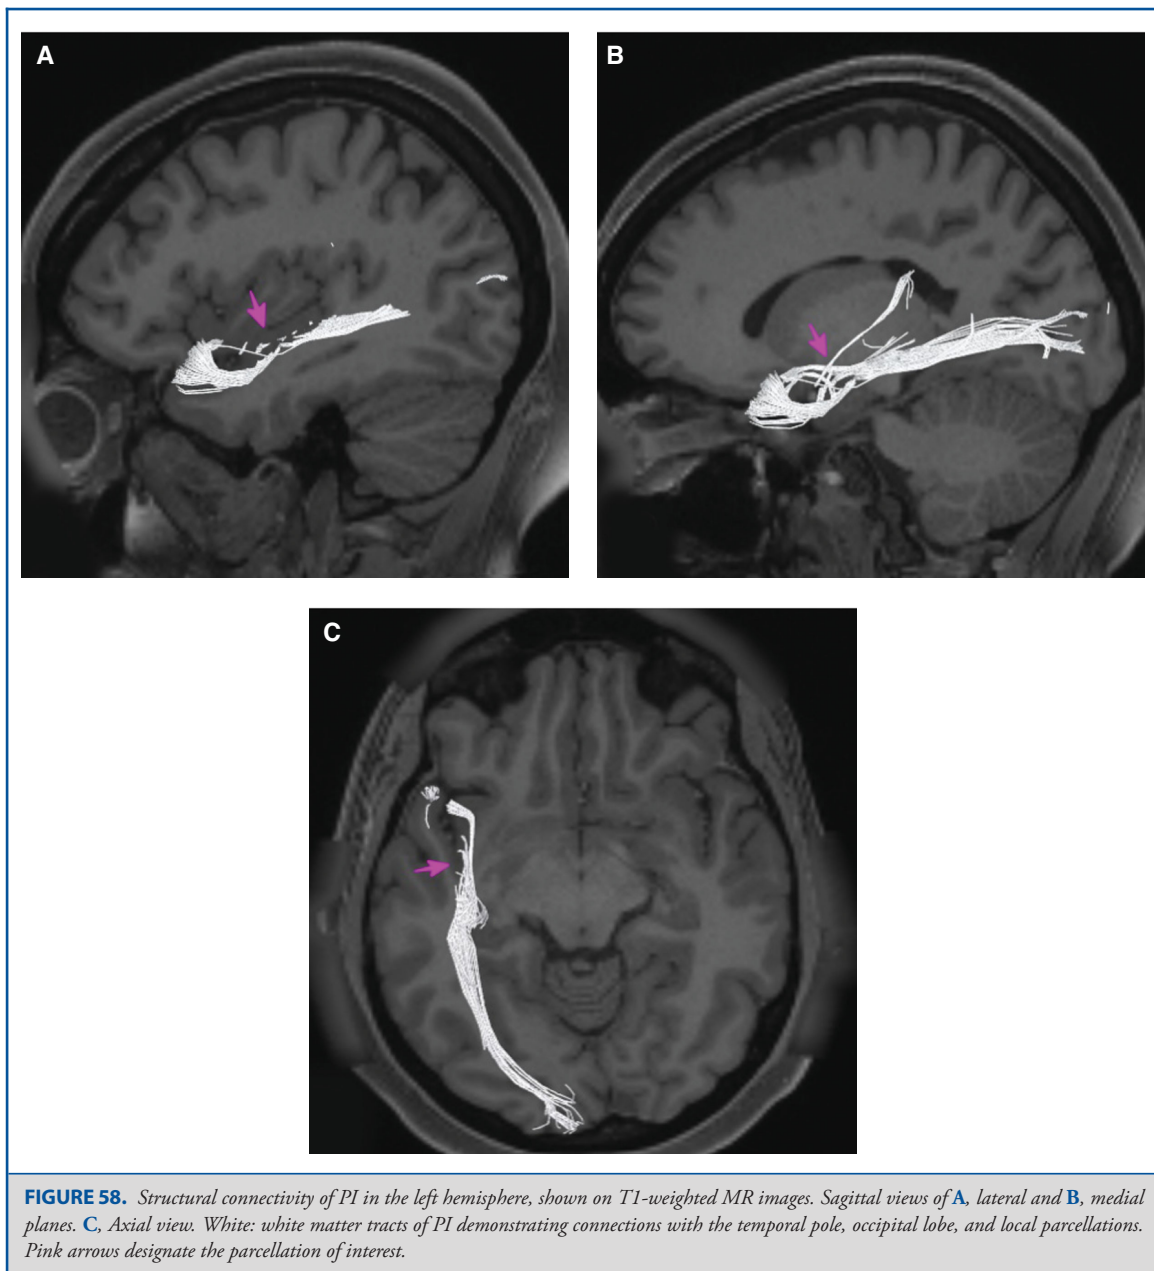 A
B
C
FIGURE 58. Structural connectivity of PI in the left hemisphere, shown on T1-weighted MR images. Sagittal views of A, lateral and B, medial
planes. C, Axial view. White: white matter tracts of PI demonstrating connections with the temporal pole, occipital lobe, and local parcellations.
Pink arrows designate the parcellation of interest.